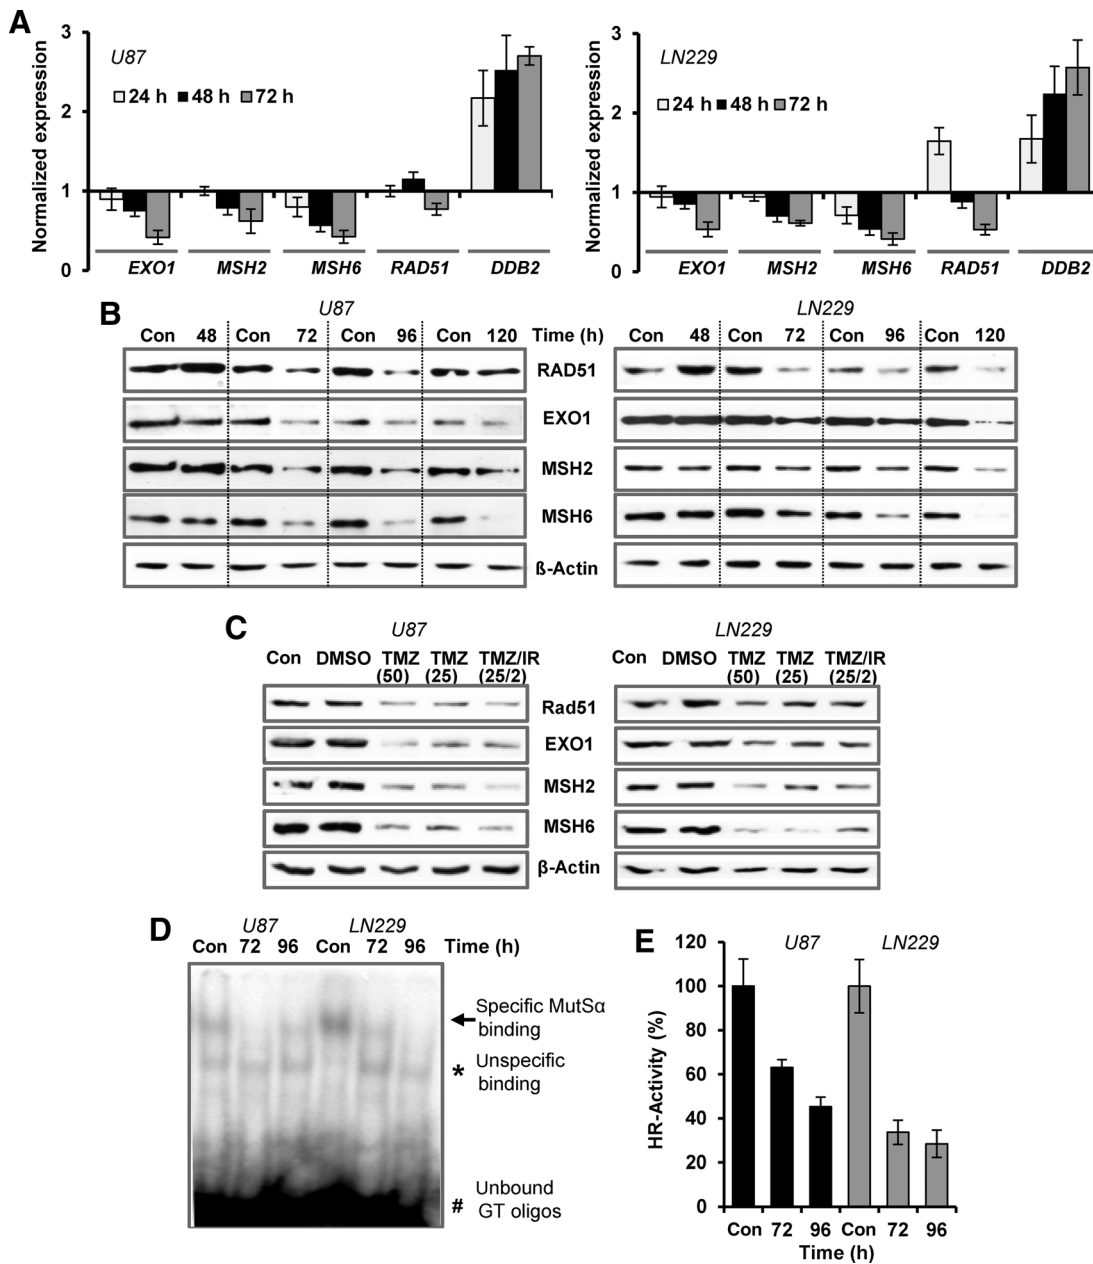 A
U87
24 h 48 h 72 h
Normalized expression
3
2
1
0
EXO1 MSH2 MSH6 RAD51 DDB2
LN229
24 h 48 h 72 h
Normalized expression
3
2
1
0
EXO1 MSH2 MSH6 RAD51 DDB2
B
U87 LN229
Con 48 Con 72 Con 96 Con 120 Time (h) Con 48 Con 72 Con 96 Con 120
RAD51
EXO1
MSH2
MSH6
ß-Actin
C
U87 LN229
Con DMSO TMZ (50) TMZ (25) TMZ/IR (25/2) Con DMSO TMZ (50) TMZ (25) TMZ/IR (25/2)
Rad51
EXO1
MSH2
MSH6
ß-Actin
D
U87 LN229
Con 72 96 Con 72 96 Time (h)
Specific MutSα
binding
* Unspecific
binding
# Unbound
GT oligos
E
U87 LN229
HR-Activity (%)
120
100
80
60
40
20
0
Con 72 96 Con 72 96
Time (h)